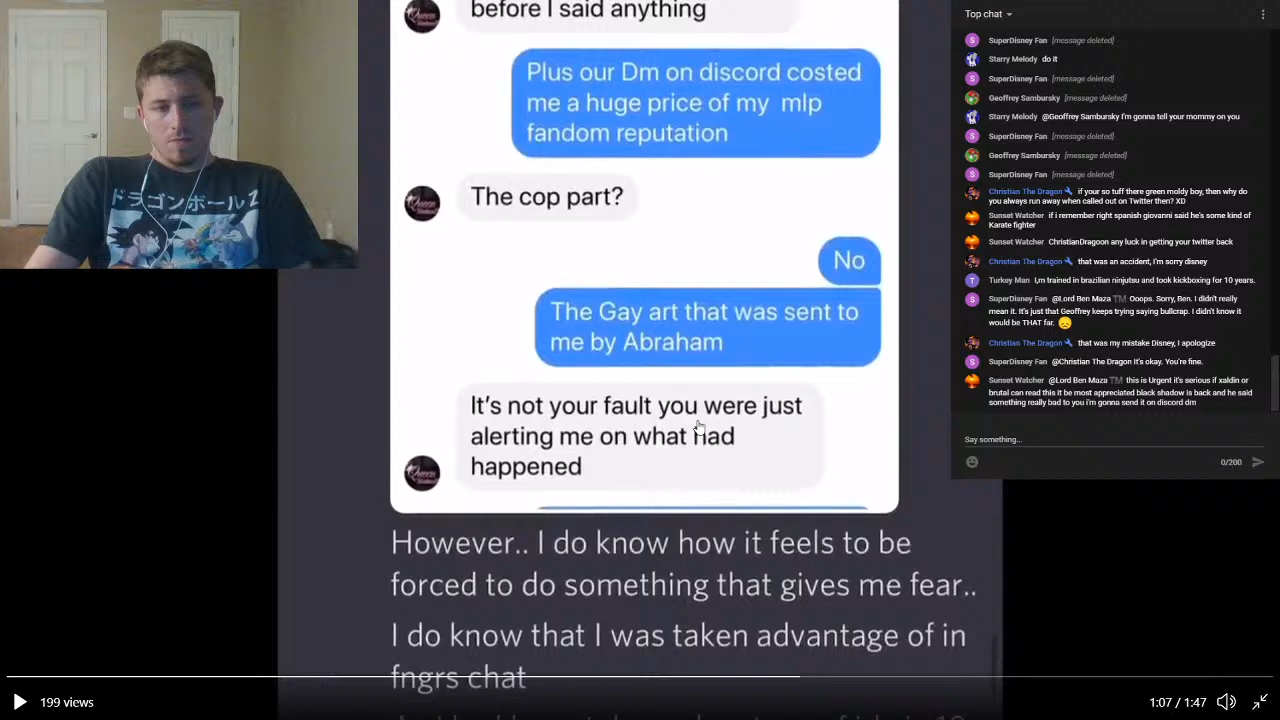 before I said anything
Plus our Dm on discord costed
me a huge price of my mlp
fandom reputation
The cop part?
No
The Gay art that was sent to
me by Abraham
It's not your fault you were just
alerting me on what had
happened
However.. I do know how it feels to be
forced to do something that gives me fear..
I do know that I was taken advantage of in
fngrs chat
ドラゴンボールZ
Top chat
SuperDisney Fan [message deleted]
Starry Melody do it
SuperDisney Fan [message deleted]
Geoffrey Sambursky [message deleted]
Starry Melody @Geoffrey Sambursky I'm gonna tell your mommy on you
SuperDisney Fan [message deleted]
Geoffrey Sambursky [message deleted]
SuperDisney Fan [message deleted]
Christian The Dragon if your so tuff there green moldy boy, then why do
you always run away when called out on Twitter then? XD
Sunset Watcher if i remember right spanish giovanni said he's some kind of
Karate fighter
Sunset Watcher ChristianDragoon any luck in getting your twitter back
Christian The Dragon that was an accident, I'm sorry disney
Turkey Man I,m trained in brazilian ninjutsu and took kickboxing for 10 years.
SuperDisney Fan @Lord Ben Maza TM Ooops. Sorry, Ben. I didn't really
mean it. It's just that Geoffrey keeps trying saying bullcrap. I didn't know it
would be THAT far. 😞
Christian The Dragon that was my mistake Disney, I apologize
SuperDisney Fan @Christian The Dragon It's okay. You're fine.
Sunset Watcher @Lord Ben Maza TM this is Urgent it's serious if xaldin or
brutal can read this it be most appreciated black shadow is back and he said
something really bad to you i'm gonna send it on discord dm
Say something...
0/200
199 views
1:07 / 1:47